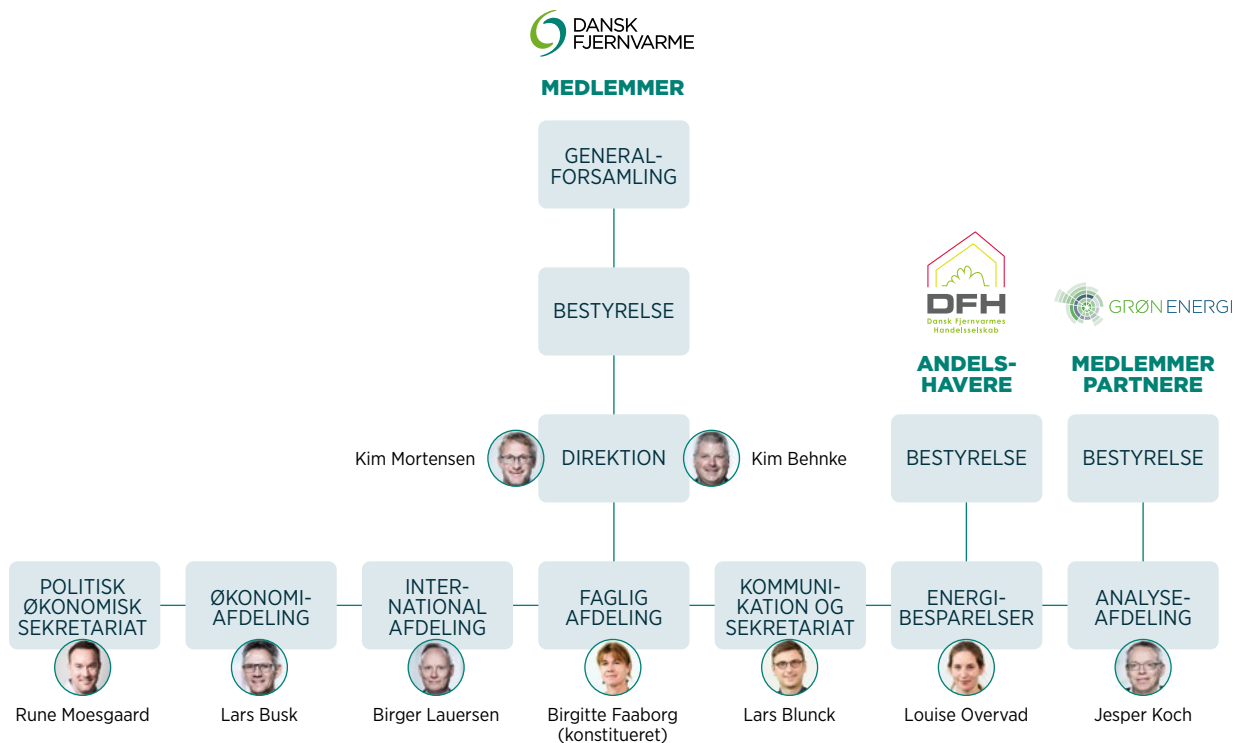 DANSK
FJERNVARME
MEDLEMMER
GENERAL-
FORSAMLING
BESTYRELSE
DFH
Dansk Fjernvarmes
Handelsselskab
GRØN ENERGI
ANDELS-
HAVERE
MEDLEMMER
PARTNERE
Kim Mortensen
DIREKTION
Kim Behnke
BESTYRELSE
BESTYRELSE
POLITISK
ØKONOMISK
SEKRETARIAT
ØKONOMI-
AFDELING
INTER-
NATIONAL
AFDELING
FAGLIG
AFDELING
KOMMUNI-
KATION OG
SEKRETARIAT
ENERGI-
BESPARELSER
ANALYSE-
AFDELING
Rune Moesgaard
Lars Busk
Birger Lauersen
Birgitte Faaborg
(konstitueret)
Lars Blunck
Louise Overvad
Jesper Koch